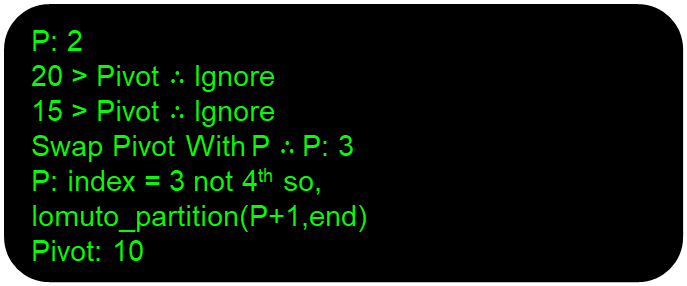 P: 2
20 > Pivot ∴ Ignore
15 > Pivot ∴ Ignore
Swap Pivot With P ∴ P: 3
P: index = 3 not 4th so,
lomuto_partition(P+1,end)
Pivot: 10